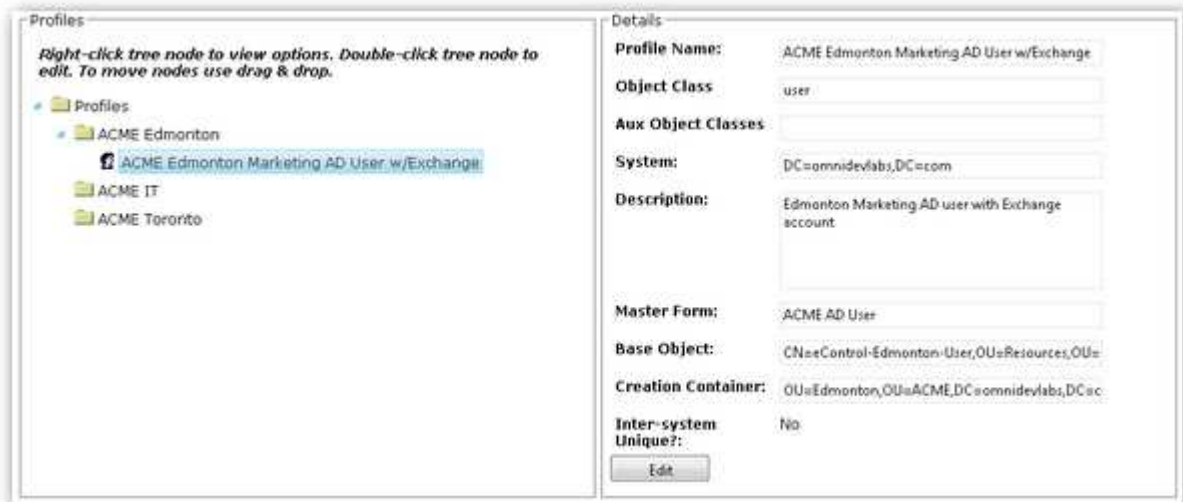 Profiles
Right-click tree node to view options. Double-click tree node to
edit. To move nodes use drag & drop.
Profiles
ACME Edmonton
ACME Edmonton Marketing AD User w/Exchange
ACME IT
ACME Toronto
Details
Profile Name: ACME Edmonton Marketing AD User w/Exchange
Object Class user
Aux Object Classes
System: DC=omnidevlabs,DC=com
Description: Edmonton Marketing AD user with Exchange
account
Master Form: ACME AD User
Base Object: CN=eControl-Edmonton-User,OU=Resources,OU=
Creation Container: OU=Edmonton,OU=ACME,DC=omnidevlabs,DC=c
Inter-system No
Unique?:
Edit